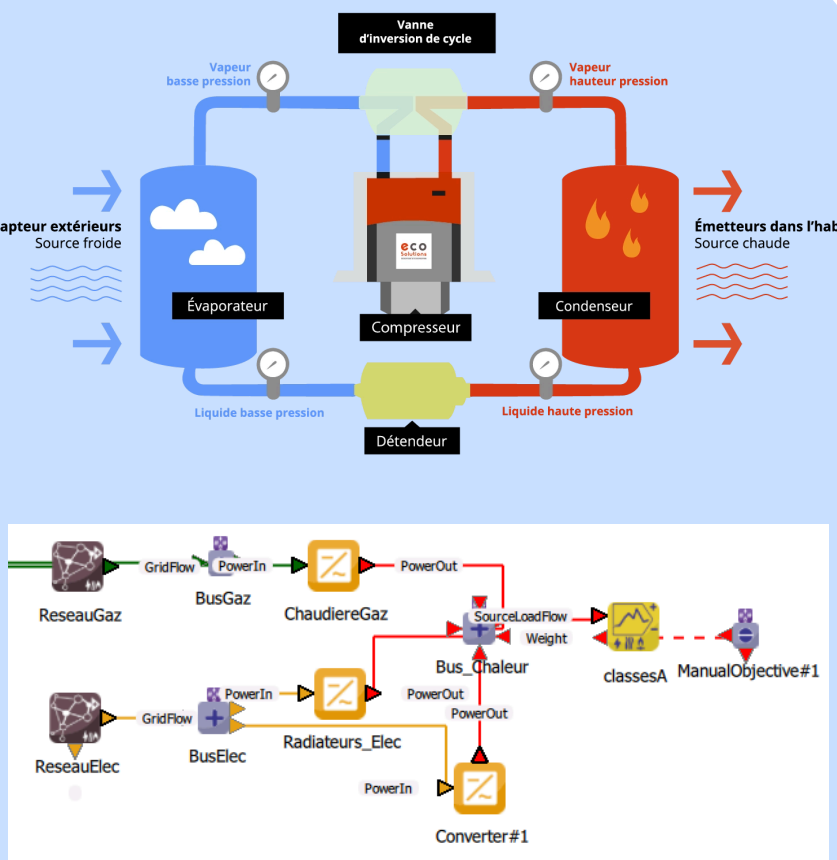 Vanne
d'inversion de cycle
Vapeur
basse pression
Vapeur
hauteur pression
apteur extérieurs
Source froide
Émetteurs dans l'hab
Source chaude
eco
Solutions
Évaporateur
Compresseur
Condenseur
Liquide basse pression
Liquide haute pression
Détendeur
GridFlow
PowerIn
PowerOut
ReseauGaz
BusGaz
ChaudiereGaz
SourceLoadFlow
Weight
Bus_Chaleur
classesA
ManualObjective#1
PowerIn
PowerOut
GridFlow
PowerOut
ReseauElec
BusElec
Radiateurs_Elec
PowerIn
Converter#1